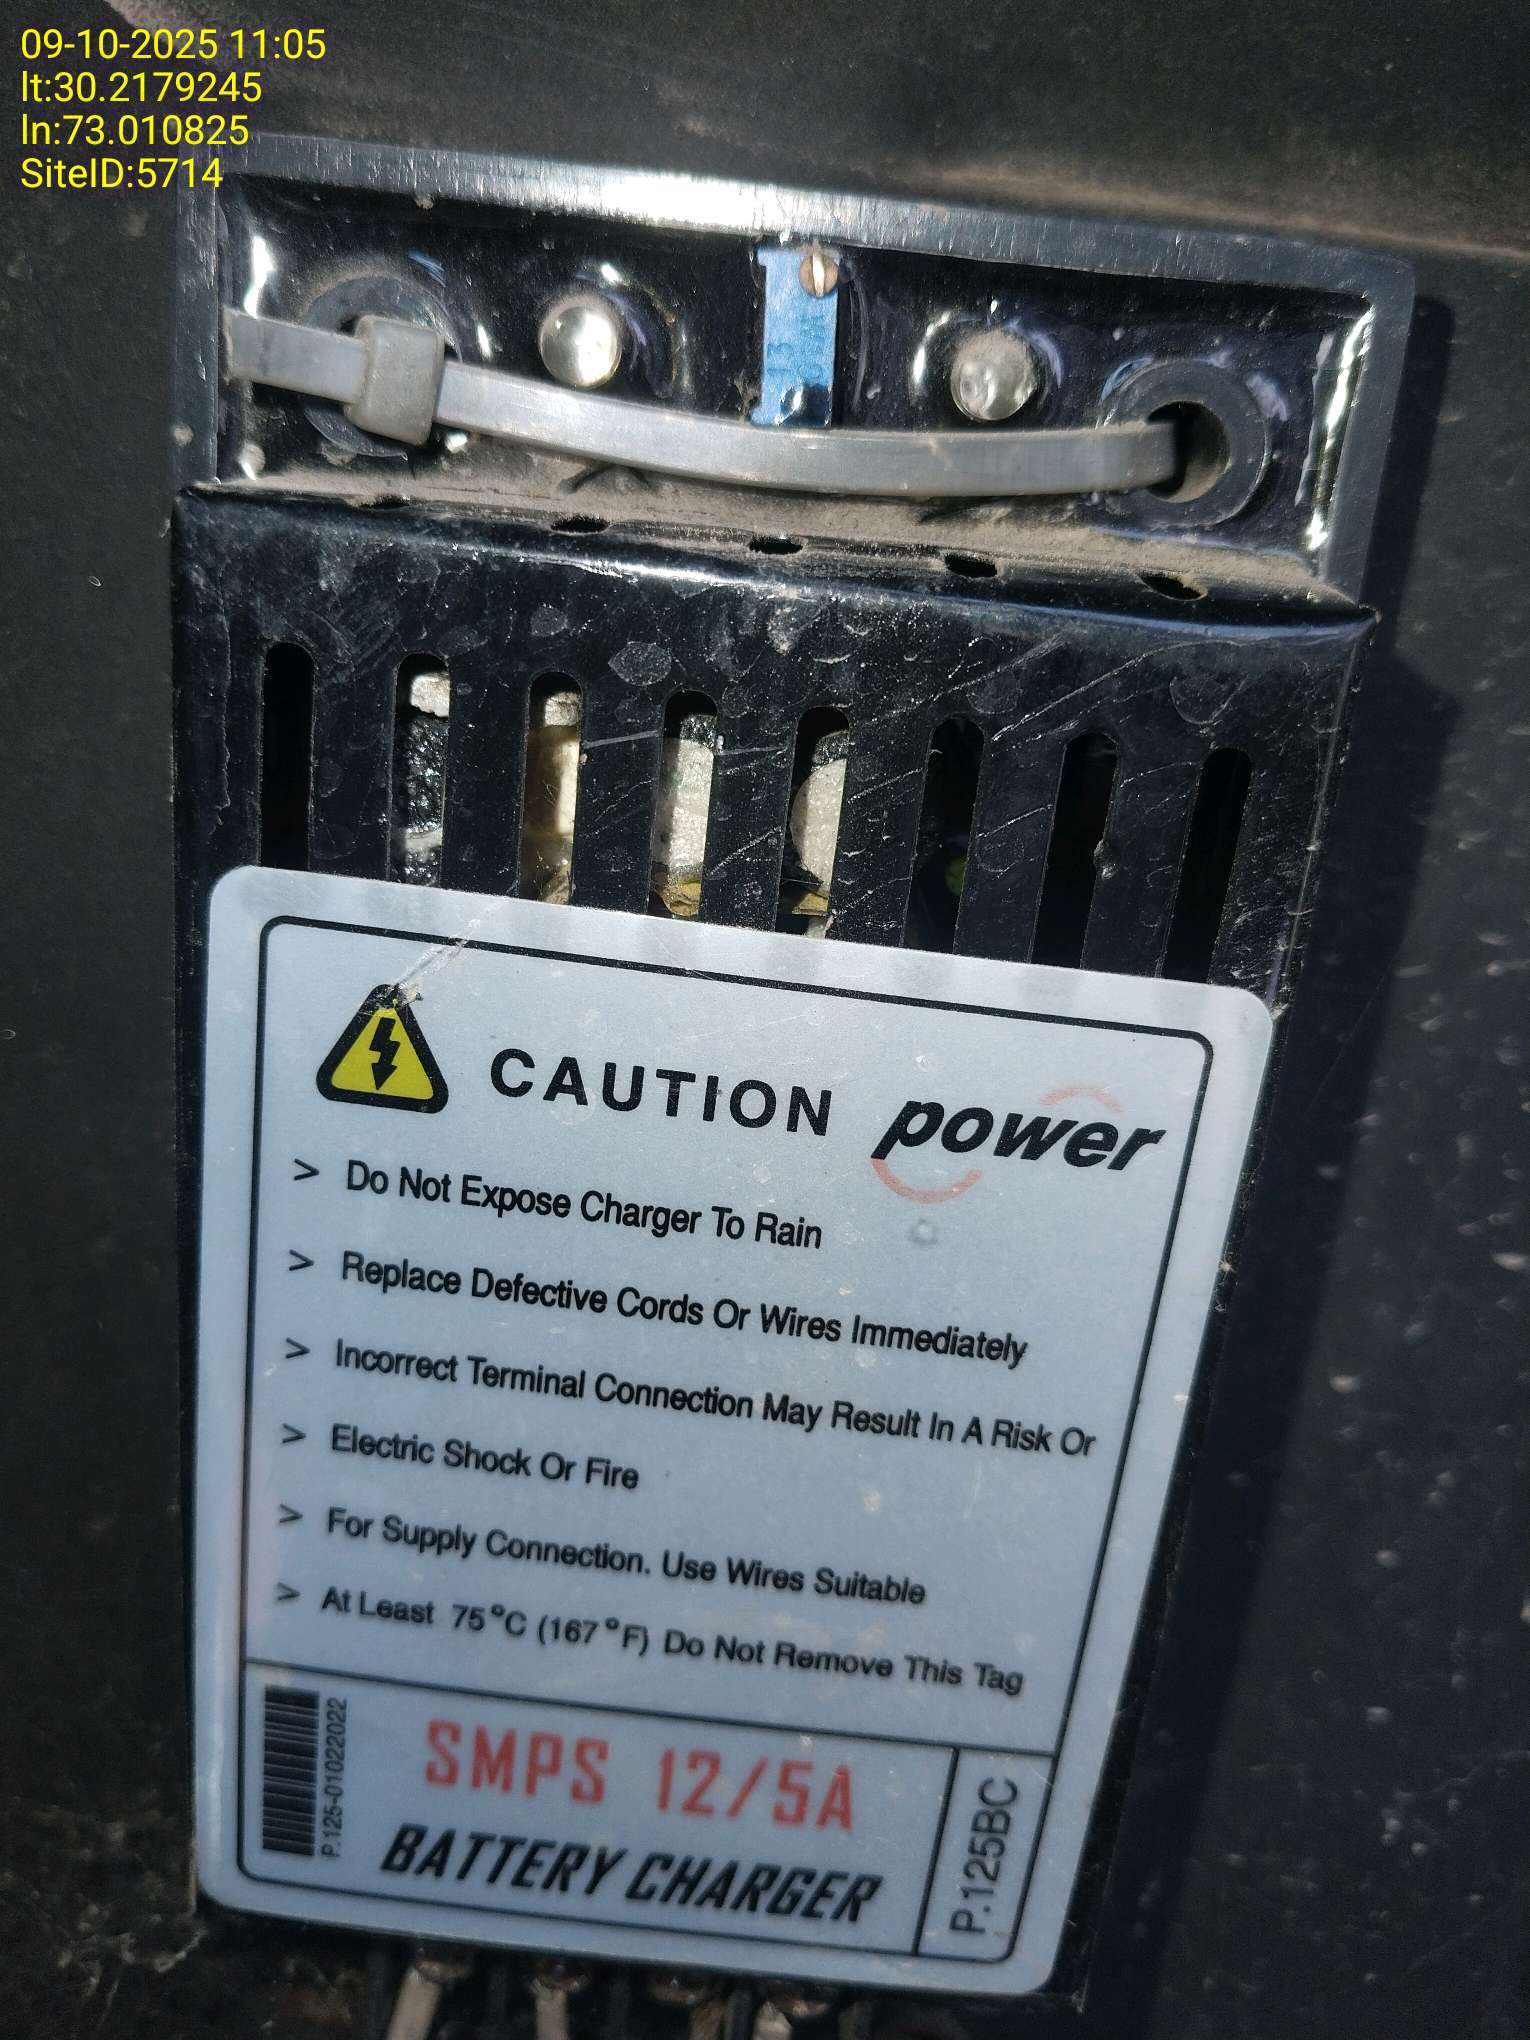 09-10-2025 11:05
lt:30.2179245
ln:73.010825
SiteID:5714
CAUTION power
> Do Not Expose Charger To Rain
> Replace Defective Cords Or Wires Immediately
> Incorrect Terminal Connection May Result In A Risk Or
> Electric Shock Or Fire
> For Supply Connection. Use Wires Suitable
> At Least 75°C (167°F) Do Not Remove This Tag
P.125-01022022
SMPS 12/5A
BATTERY CHARGER
P.125BC